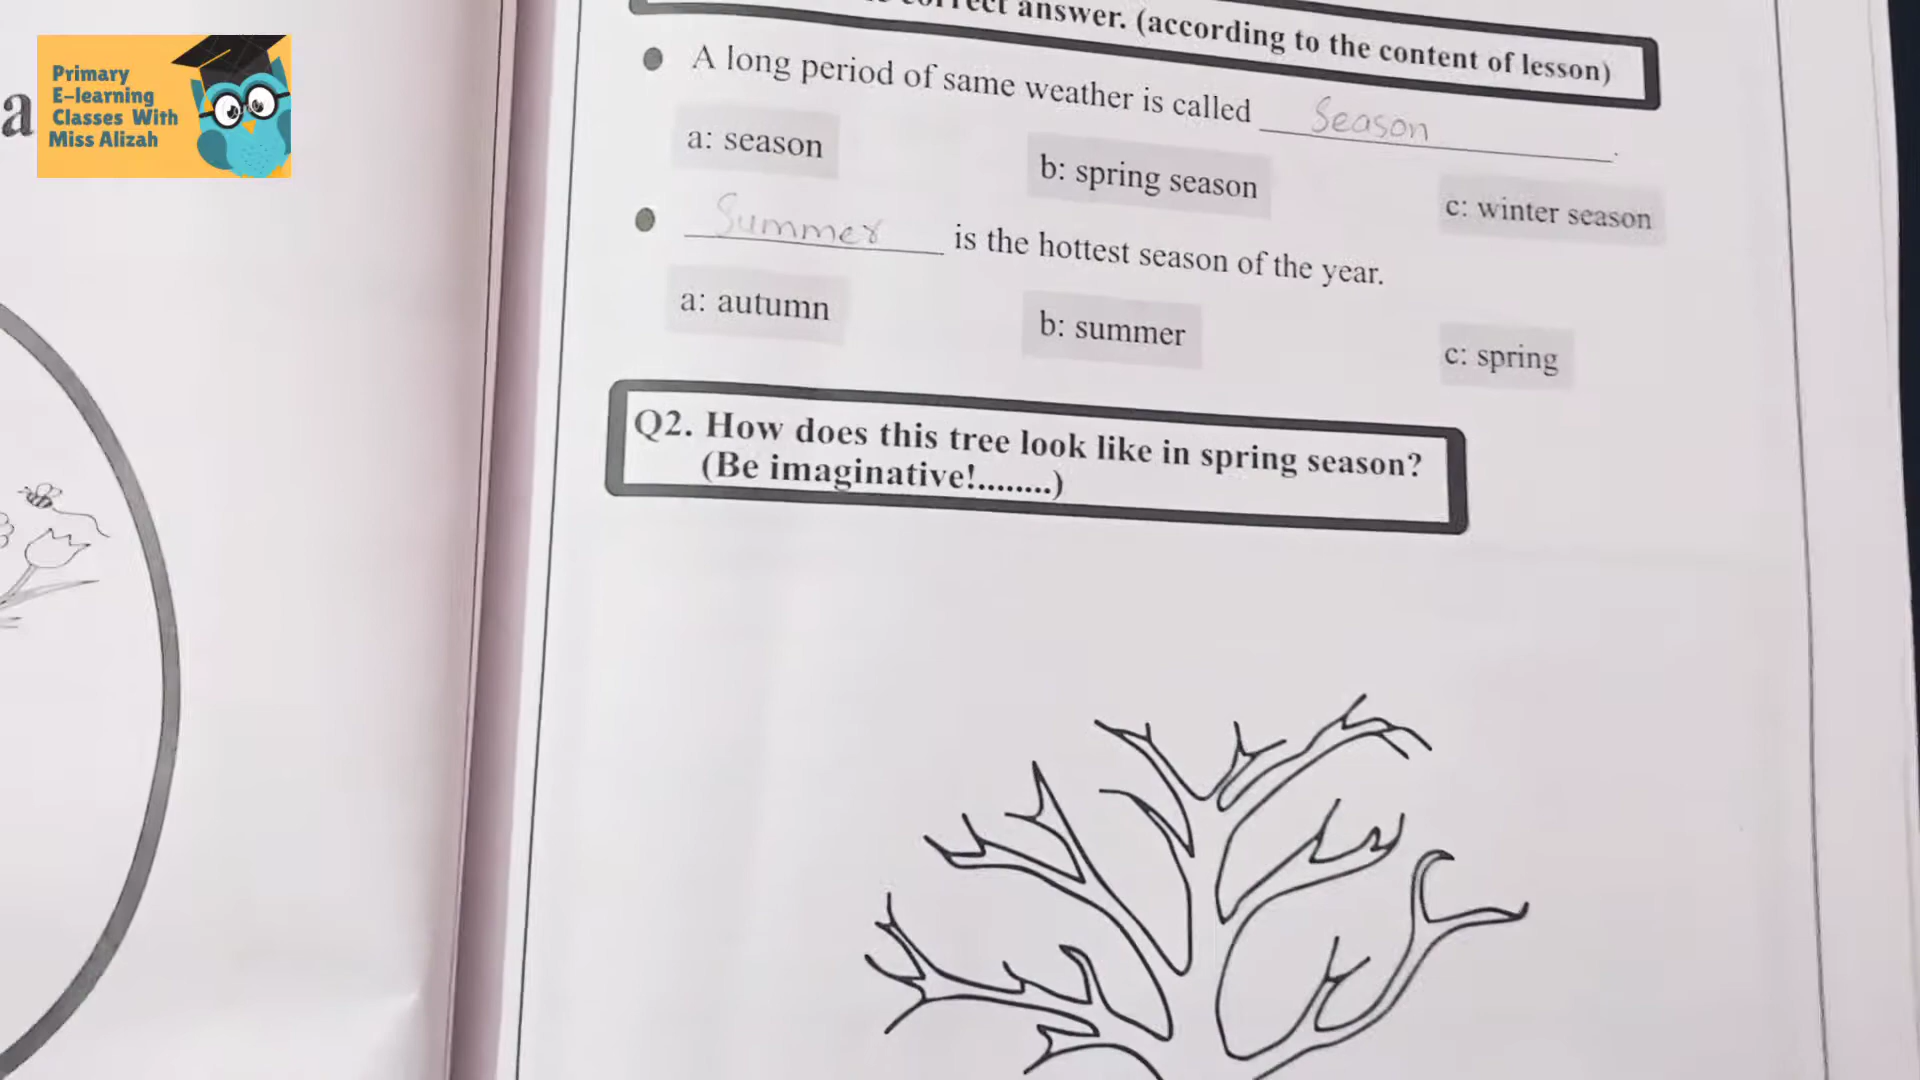 a
Primary
E-learning
Classes With
Miss Alizah
correct answer. (according to the content of lesson)
A long period of same weather is called Season.
a: season b: spring season c: winter season
Summer is the hottest season of the year.
a: autumn b: summer c: spring
Q2. How does this tree look like in spring season?
(Be imaginative!........)